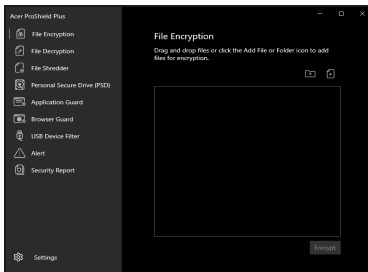 Acer ProShield Plus
File Encryption
File Decryption
File Shredder
Personal Secure Drive (PSD)
Application Guard
Browser Guard
USB Device Filter
Alert
Security Report
Settings
File Encryption
Drag and drop files or click the Add File or Folder icon to add
files for encryption.
Encrypt